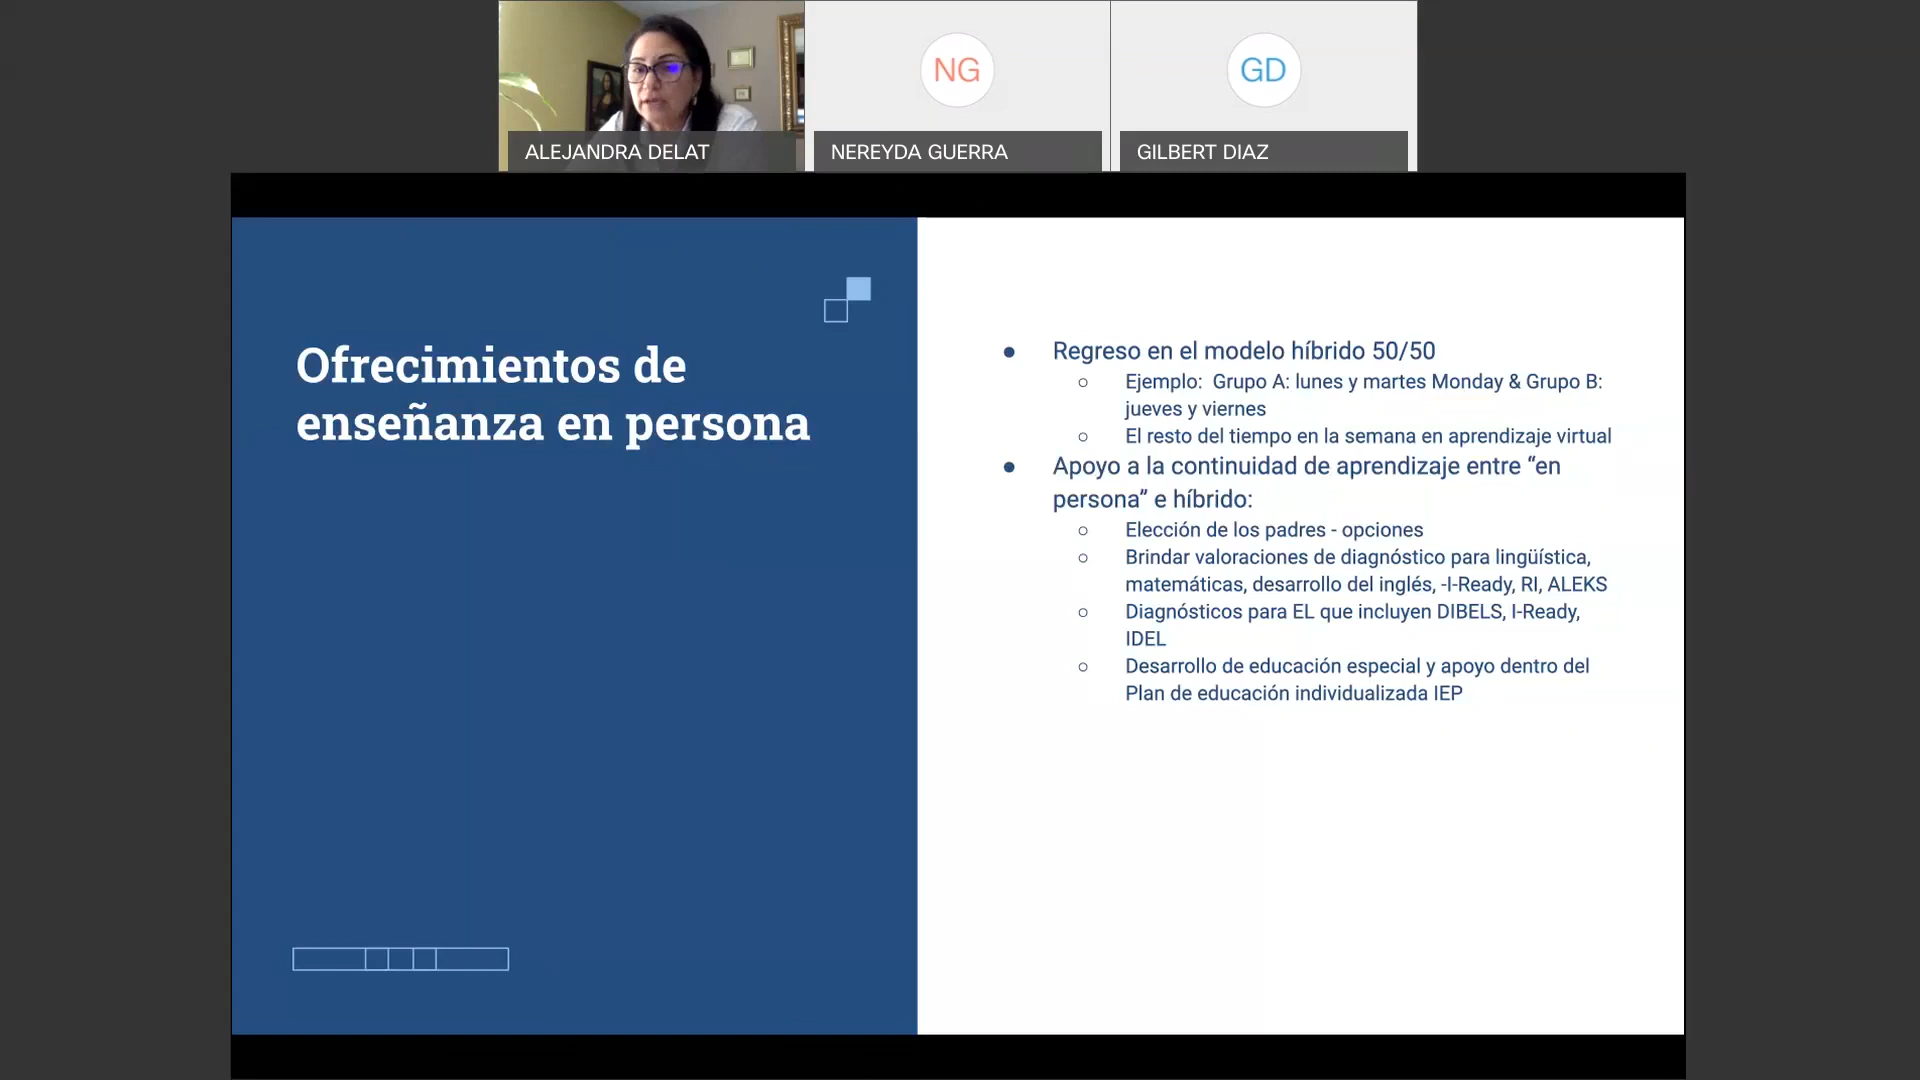 NG
GD
ALEJANDRA DELAT
NEREYDA GUERRA
GILBERT DIAZ
Ofrecimientos de
enseñanza en persona
● Regreso en el modelo híbrido 50/50
○ Ejemplo: Grupo A: lunes y martes Monday & Grupo B:
jueves y viernes
○ El resto del tiempo en la semana en aprendizaje virtual
● Apoyo a la continuidad de aprendizaje entre “en
persona” e híbrido:
○ Elección de los padres - opciones
○ Brindar valoraciones de diagnóstico para lingüística,
matemáticas, desarrollo del inglés, -I-Ready, RI, ALEKS
○ Diagnósticos para EL que incluyen DIBELS, I-Ready,
IDEL
○ Desarrollo de educación especial y apoyo dentro del
Plan de educación individualizada IEP